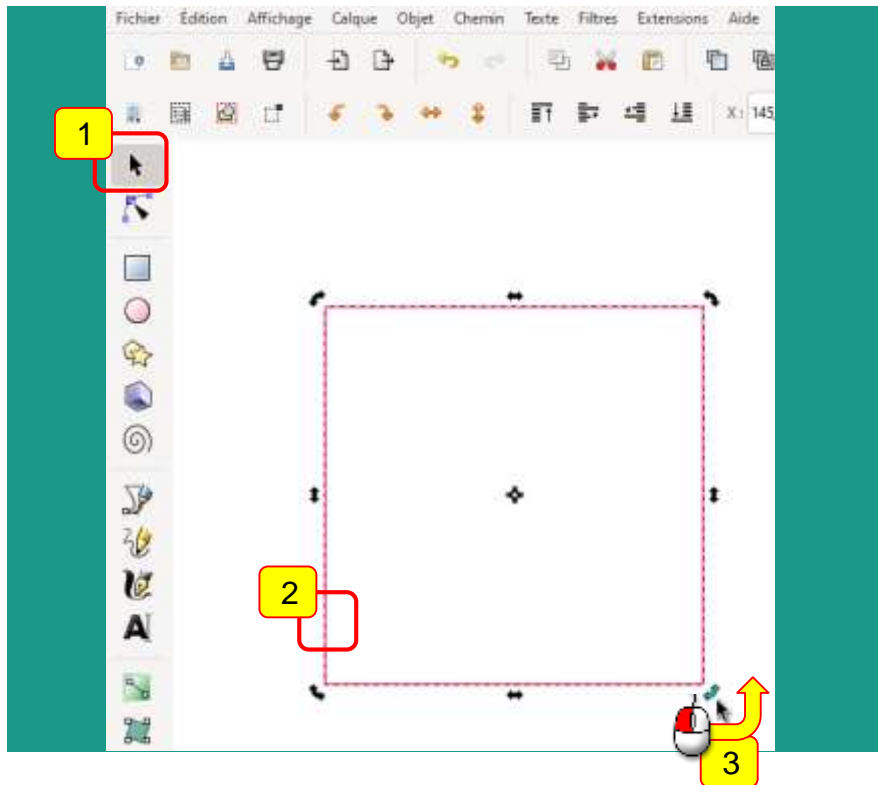 Fichier Édition Affichage Calque Objet Chemin Texte Filtres Extensions Aide
X: 145,
1
2
3